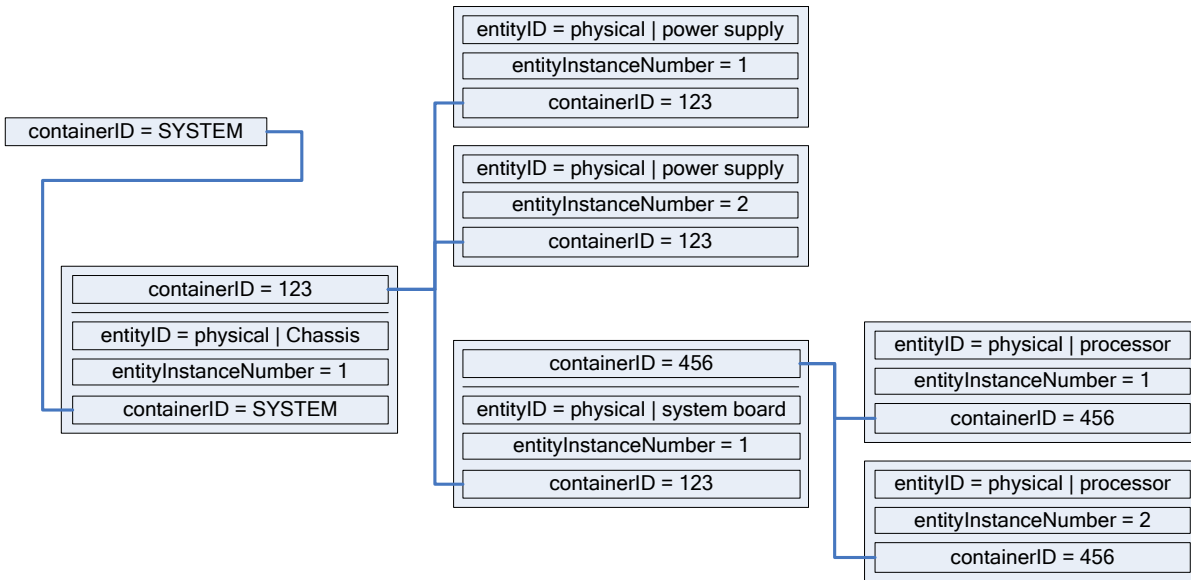 containerID = SYSTEM
containerID = 123
entityID = physical | Chassis
entityInstanceNumber = 1
containerID = SYSTEM
entityID = physical | power supply
entityInstanceNumber = 1
containerID = 123
entityID = physical | power supply
entityInstanceNumber = 2
containerID = 123
containerID = 456
entityID = physical | system board
entityInstanceNumber = 1
containerID = 123
entityID = physical | processor
entityInstanceNumber = 1
containerID = 456
entityID = physical | processor
entityInstanceNumber = 2
containerID = 456